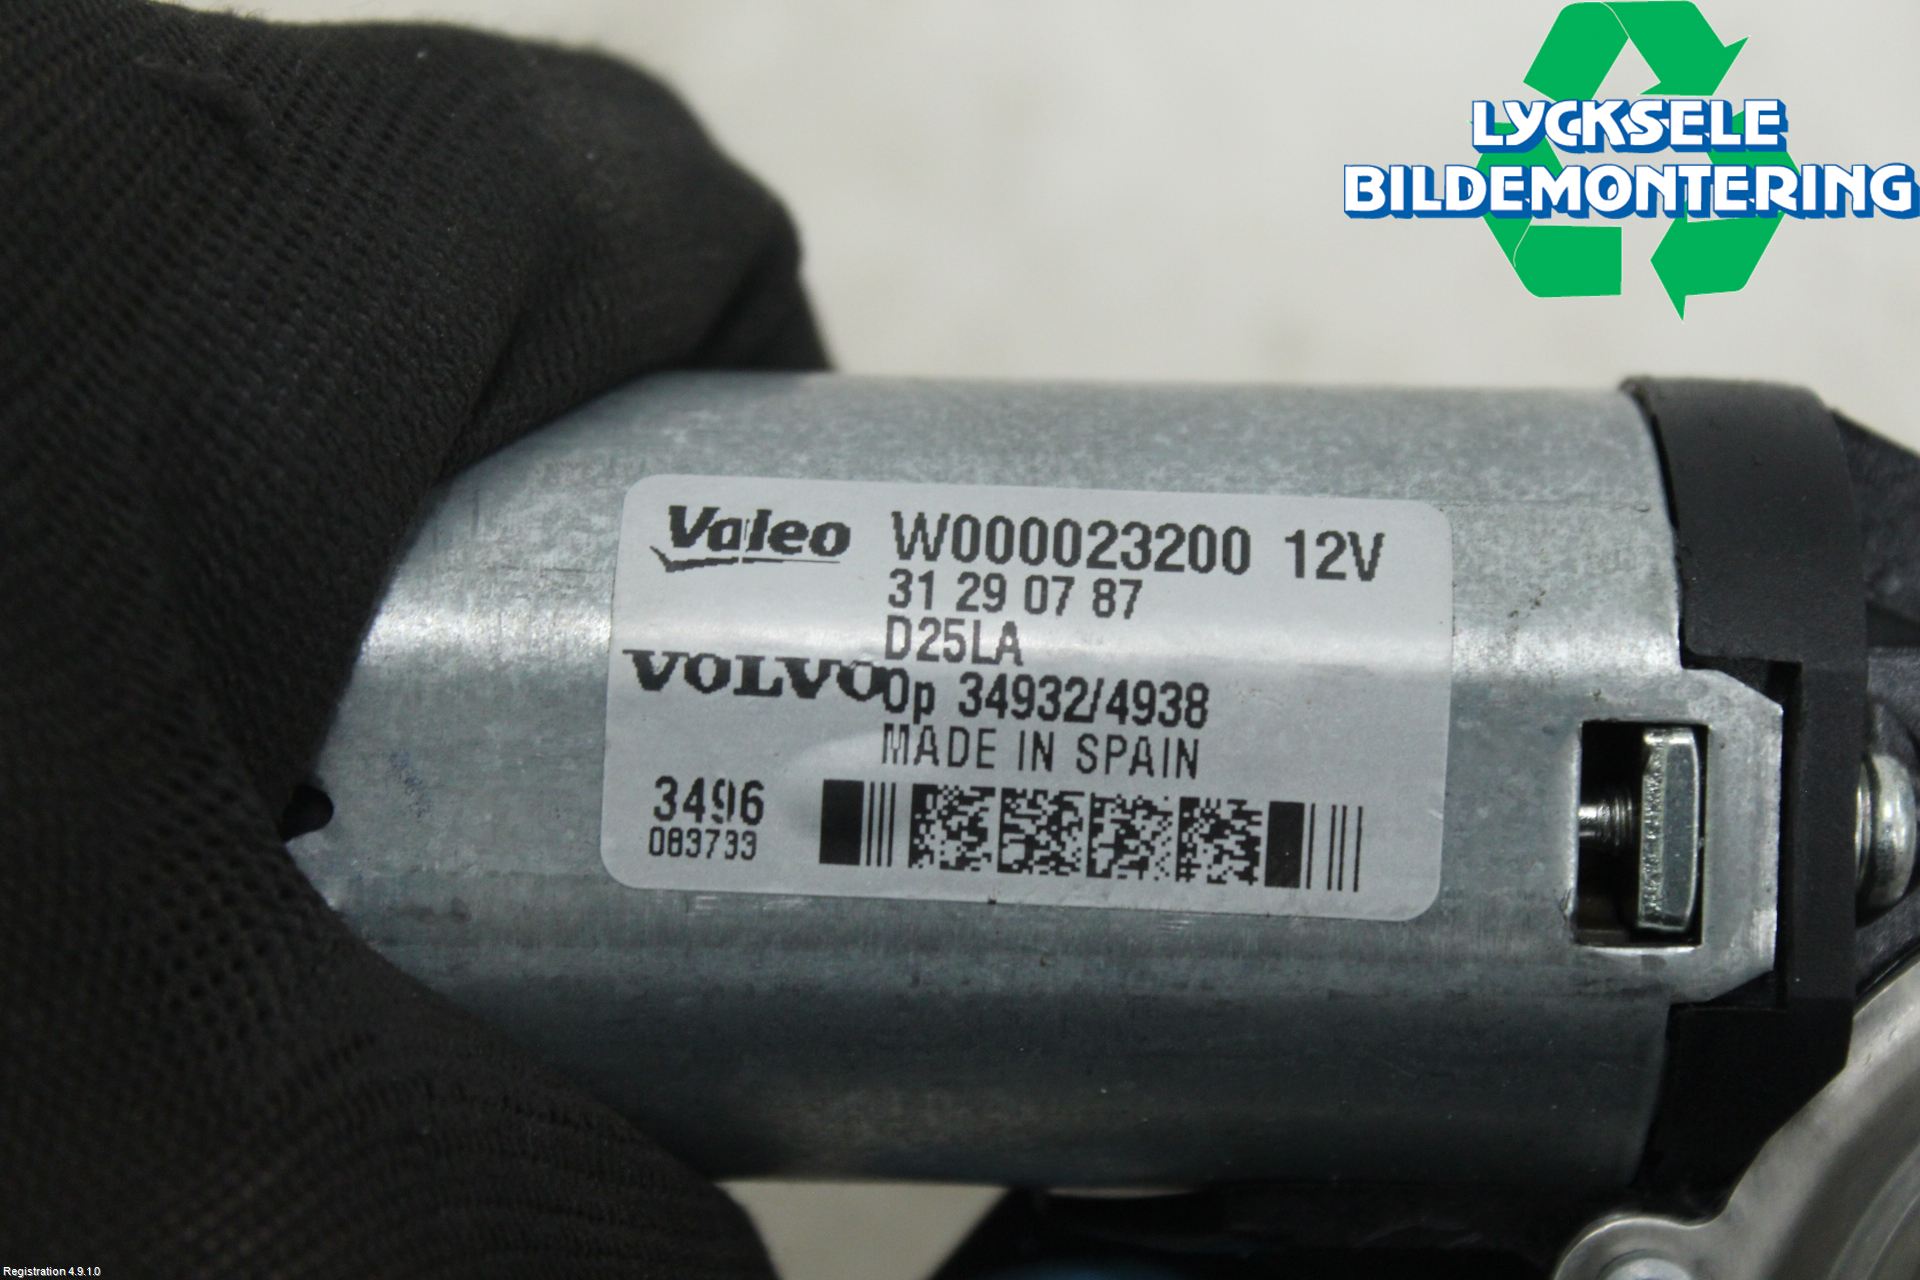 LYCKSELE
BILDEMONTERING
Valeo W000023200 12V
31 29 07 87
D25LA
VOLVO Op 34932/4938
MADE IN SPAIN
3496
083733
Registration 4.9.1.0